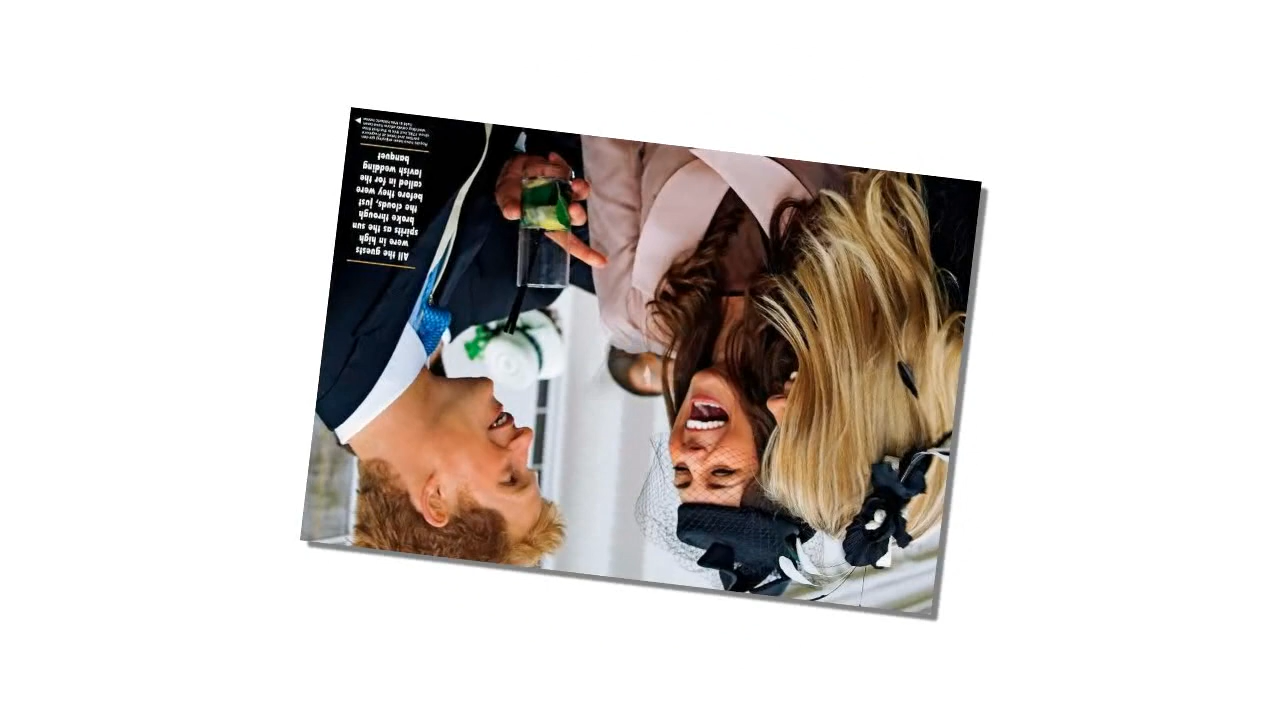 All the guests
were in high
spirits as the sun
broke through
the clouds, just
before they were
called in for the
lavish wedding
banquet